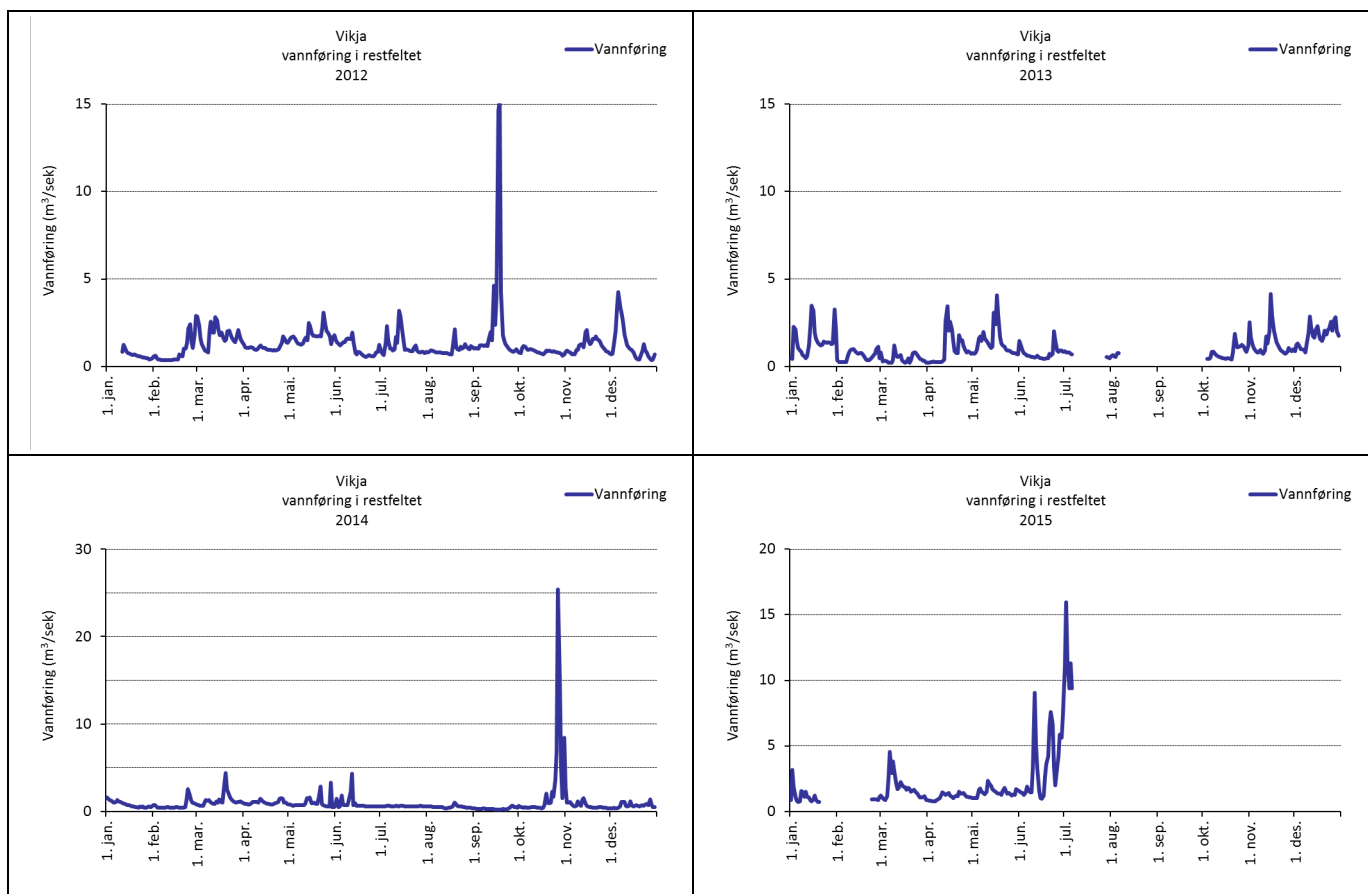 Vikja
vannføring i restfeltet
2012
Vannføring
15
10
5
0
Vannføring (m³/sek)
1. jan.
1. feb.
1. mar.
1. apr.
1. mai.
1. jun.
1. jul.
1. aug.
1. sep.
1. okt.
1. nov.
1. des.
Vikja
vannføring i restfeltet
2013
Vannføring
15
10
5
0
Vannføring (m³/sek)
1. jan.
1. feb.
1. mar.
1. apr.
1. mai.
1. jun.
1. jul.
1. aug.
1. sep.
1. okt.
1. nov.
1. des.
Vikja
vannføring i restfeltet
2014
Vannføring
30
20
10
0
Vannføring (m³/sek)
1. jan.
1. feb.
1. mar.
1. apr.
1. mai.
1. jun.
1. jul.
1. aug.
1. sep.
1. okt.
1. nov.
1. des.
Vikja
vannføring i restfeltet
2015
Vannføring
20
15
10
5
0
Vannføring (m³/sek)
1. jan.
1. feb.
1. mar.
1. apr.
1. mai.
1. jun.
1. jul.
1. aug.
1. sep.
1. okt.
1. nov.
1. des.